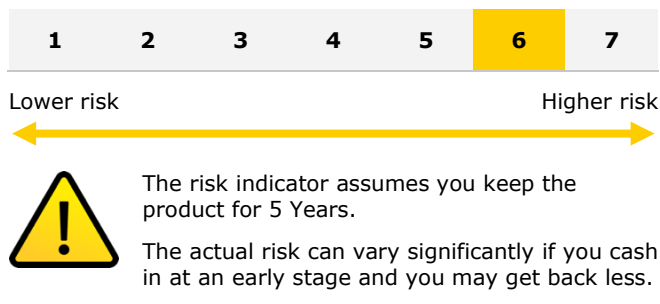 1 2 3 4 5 6 7
Lower risk Higher risk
The risk indicator assumes you keep the
product for 5 Years.
The actual risk can vary significantly if you cash
in at an early stage and you may get back less.